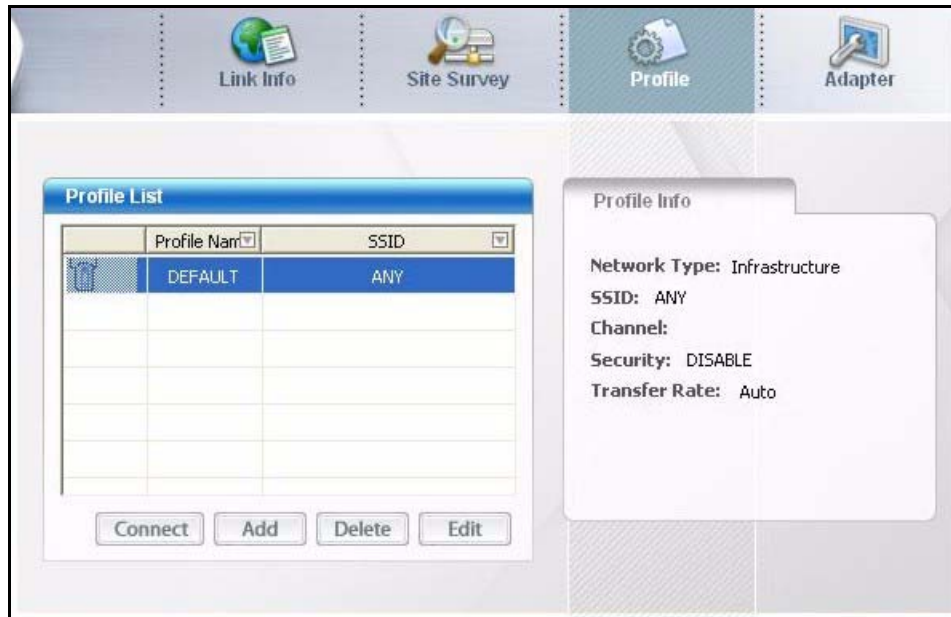 Link Info
Site Survey
Profile
Adapter
Profile List
Profile Nam SSID
DEFAULT ANY
Connect Add Delete Edit
Profile Info
Network Type: Infrastructure
SSID: ANY
Channel:
Security: DISABLE
Transfer Rate: Auto